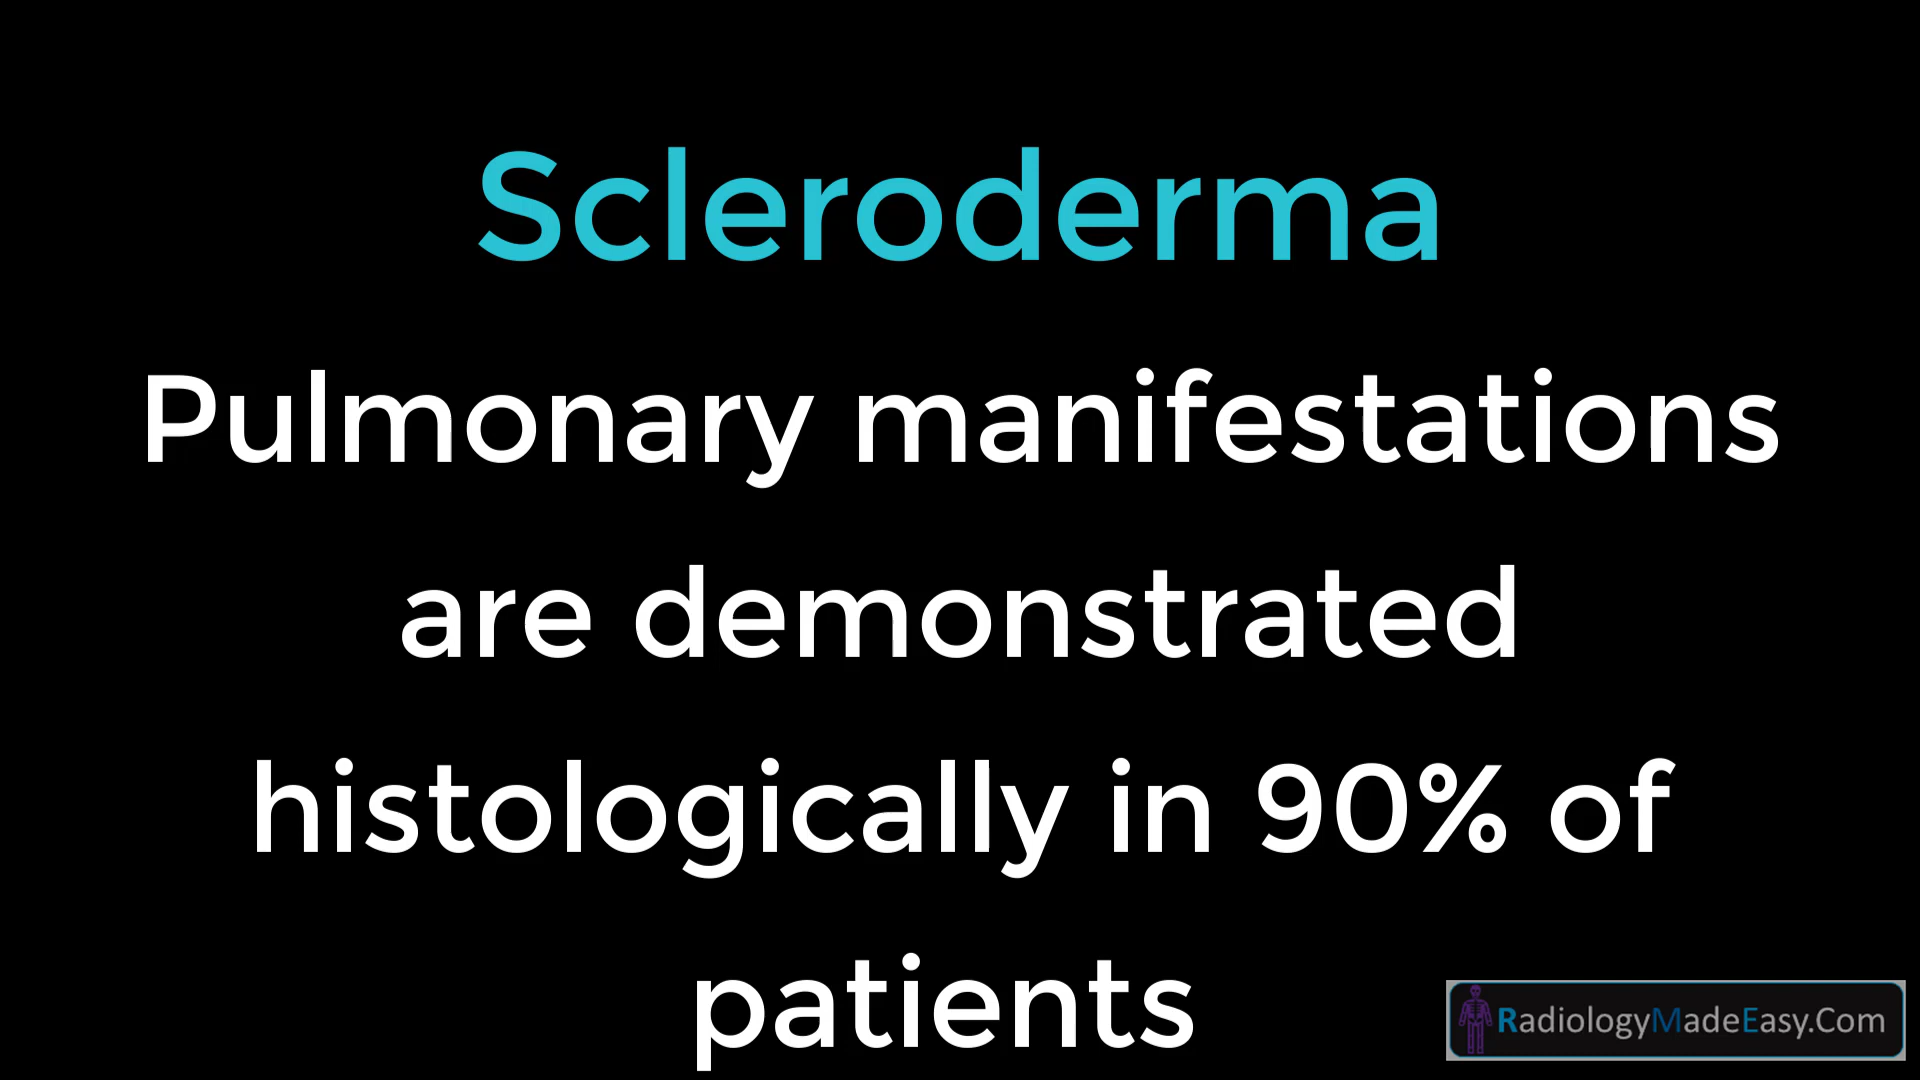 Scleroderma
Pulmonary manifestations
are demonstrated
histologically in 90% of
patients
RadiologyMadeEasy.Com